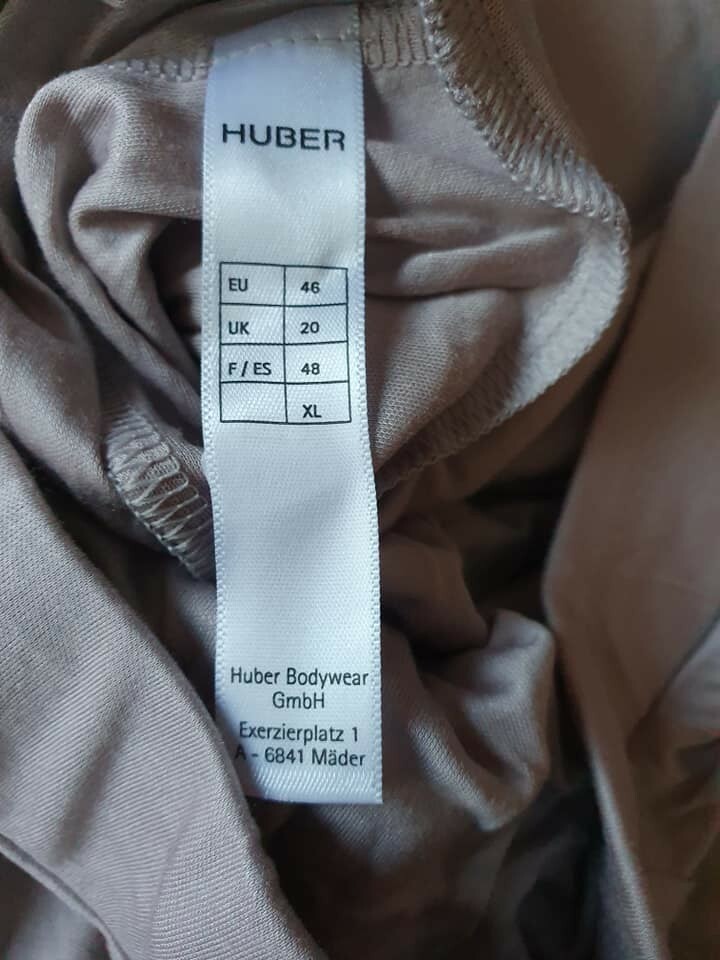 HUBER
EU 46
UK 20
F / ES 48
XL
Huber Bodywear
GmbH
Exerzierplatz 1
A - 6841 Mäder